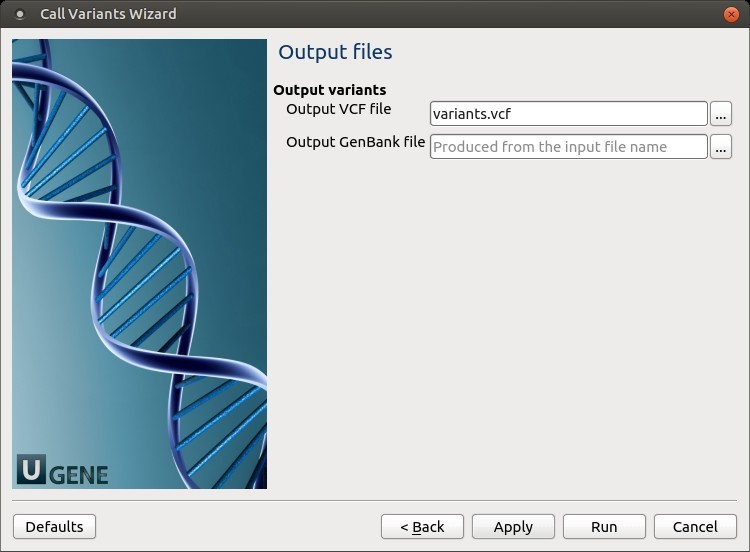 Call Variants Wizard
Output files
Output variants
Output VCF file
variants.vcf
...
Output GenBank file
Produced from the input file name
...
U GENE
Defaults
< Back
Apply
Run
Cancel